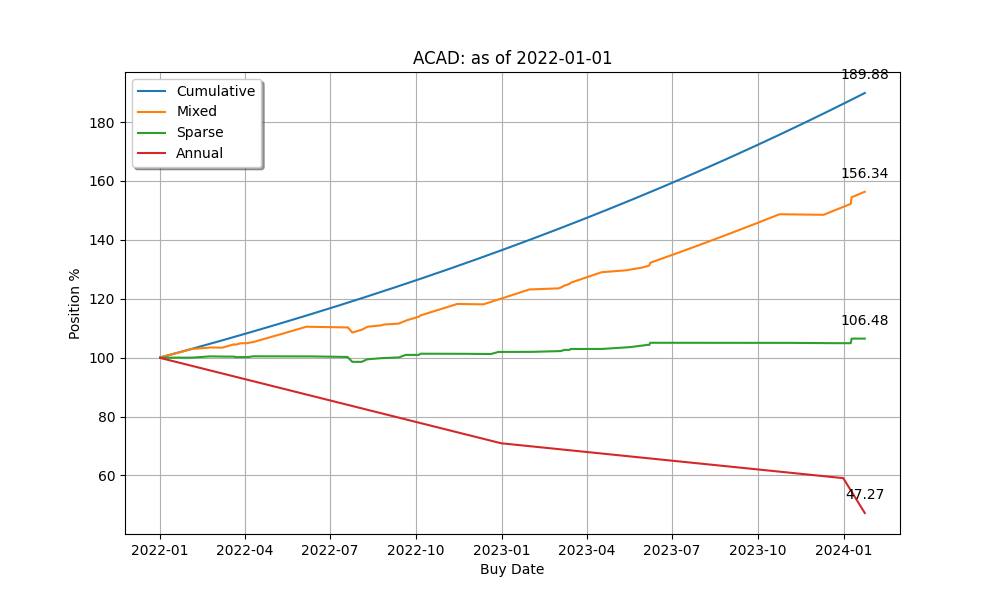 ACAD: as of 2022-01-01
189.88
Cumulative
Mixed
Sparse
Annual
156.34
106.48
47.27
180
160
140
120
100
80
60
Position %
2022-01 2022-04 2022-07 2022-10 2023-01 2023-04 2023-07 2023-10 2024-01
Buy Date